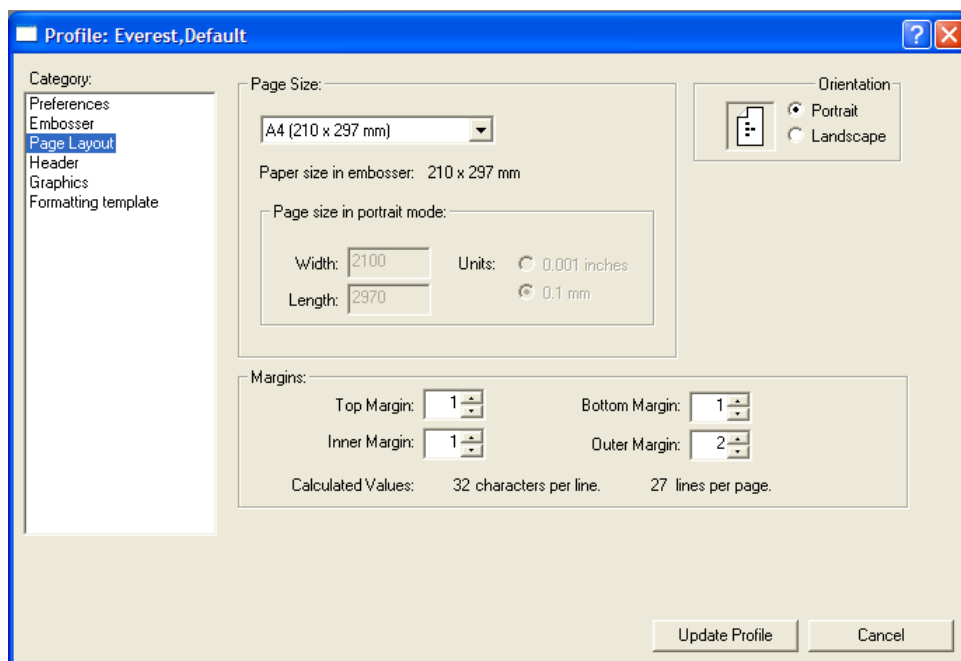 Profile: Everest,Default
Category:
Preferences
Embosser
Page Layout
Header
Graphics
Formatting template
Page Size:
A4 (210 x 297 mm)
Paper size in embosser: 210 x 297 mm
Page size in portrait mode:
Width: 2100 Units: 0.001 inches
Length: 2970 0.1 mm
Orientation
Portrait
Landscape
Margins:
Top Margin: 1 Bottom Margin: 1
Inner Margin: 1 Outer Margin: 2
Calculated Values: 32 characters per line. 27 lines per page.
Update Profile Cancel